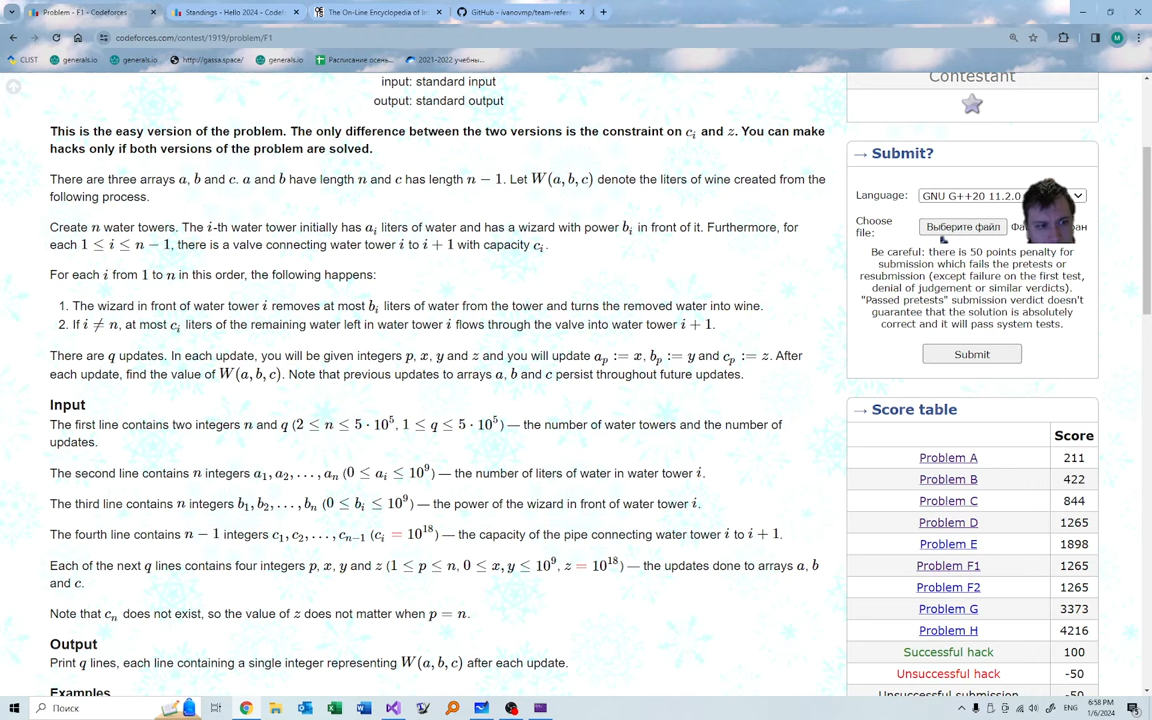 Problem - F1 - Codeforces
Standings - Hello 2024 - Codef
The On-Line Encyclopedia of In
GitHub - ivanovmp/team-refer
codeforces.com/contest/1919/problem/F1
CLIST generals.io generals.io http://gassa.space/ generals.io Расписание осень... 2021-2022 учебны...
input: standard input
output: standard output
This is the easy version of the problem. The only difference between the two versions is the constraint on c_i and z. You can make
hacks only if both versions of the problem are solved.
There are three arrays a, b and c. a and b have length n and c has length n − 1. Let W(a, b, c) denote the liters of wine created from the
following process.
Create n water towers. The i-th water tower initially has a_i liters of water and has a wizard with power b_i in front of it. Furthermore, for
each 1 ≤ i ≤ n − 1, there is a valve connecting water tower i to i + 1 with capacity c_i.
For each i from 1 to n in this order, the following happens:
1. The wizard in front of water tower i removes at most b_i liters of water from the tower and turns the removed water into wine.
2. If i ≠ n, at most c_i liters of the remaining water left in water tower i flows through the valve into water tower i + 1.
There are q updates. In each update, you will be given integers p, x, y and z and you will update a_p := x, b_p := y and c_p := z. After
each update, find the value of W(a, b, c). Note that previous updates to arrays a, b and c persist throughout future updates.
Input
The first line contains two integers n and q (2 ≤ n ≤ 5 · 10^5, 1 ≤ q ≤ 5 · 10^5) — the number of water towers and the number of
updates.
The second line contains n integers a_1, a_2, . . . , a_n (0 ≤ a_i ≤ 10^9) — the number of liters of water in water tower i.
The third line contains n integers b_1, b_2, . . . , b_n (0 ≤ b_i ≤ 10^9) — the power of the wizard in front of water tower i.
The fourth line contains n − 1 integers c_1, c_2, . . . , c_{n−1} (c_i = 10^18) — the capacity of the pipe connecting water tower i to i + 1.
Each of the next q lines contains four integers p, x, y and z (1 ≤ p ≤ n, 0 ≤ x, y ≤ 10^9, z = 10^18) — the updates done to arrays a, b
and c.
Note that c_n does not exist, so the value of z does not matter when p = n.
Output
Print q lines, each line containing a single integer representing W(a, b, c) after each update.
Examples
Contestant
→ Submit?
Language: GNU G++20 11.2.0
Choose
file:
Выберите файл
Be careful: there is 50 points penalty for
submission which fails the pretests or
resubmission (except failure on the first test,
denial of judgement or similar verdicts).
"Passed pretests" submission verdict doesn't
guarantee that the solution is absolutely
correct and it will pass system tests.
Submit
→ Score table
Score
Problem A 211
Problem B 422
Problem C 844
Problem D 1265
Problem E 1898
Problem F1 1265
Problem F2 1265
Problem G 3373
Problem H 4216
Successful hack 100
Unsuccessful hack -50
Unsuccessful submission -50
Поиск
ENG
6:58 PM
1/6/2024